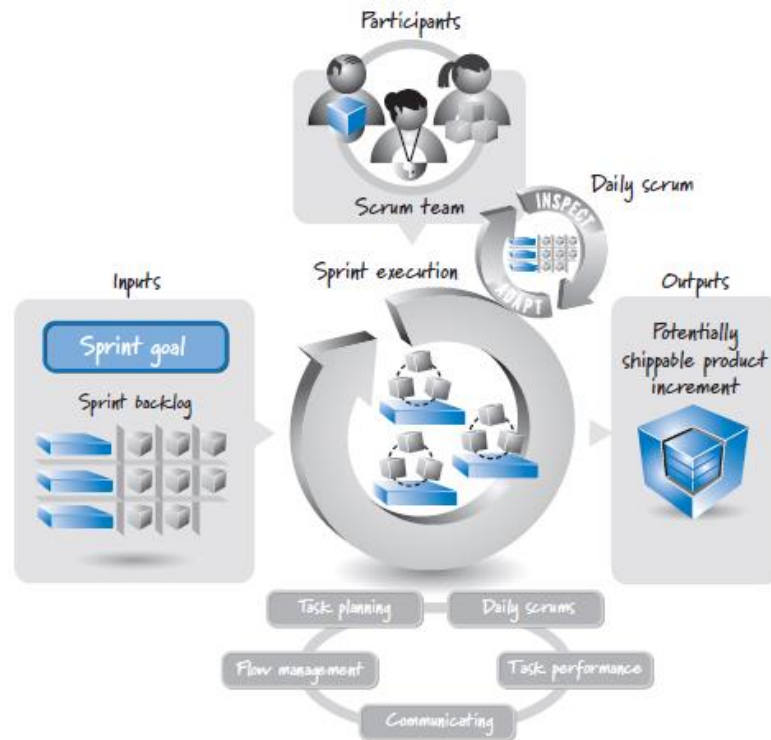 Participants
Scrum team
Daily scrum
INSPECT
ADAPT
Sprint execution
Inputs
Sprint goal
Sprint backlog
Outputs
Potentially
shippable product
increment
Task planning
Daily scrums
Flow management
Task performance
Communicating